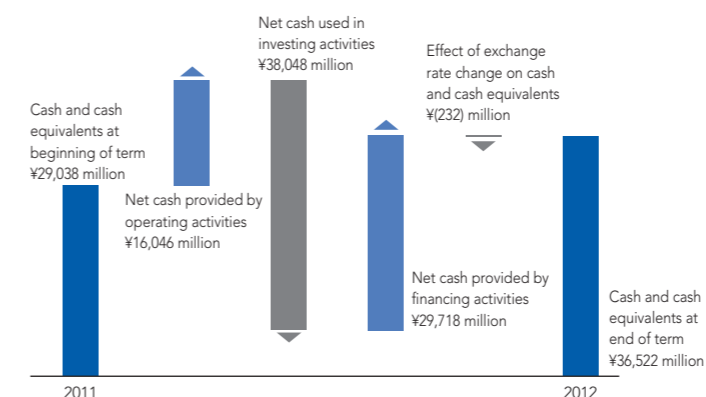 Net cash used in
investing activities
¥38,048 million
Effect of exchange
rate change on cash
and cash equivalents
¥(232) million
Cash and cash
equivalents at
beginning of term
¥29,038 million
Net cash provided by
operating activities
¥16,046 million
Net cash provided by
financing activities
¥29,718 million
Cash and cash
equivalents at
end of term
¥36,522 million
2011
2012